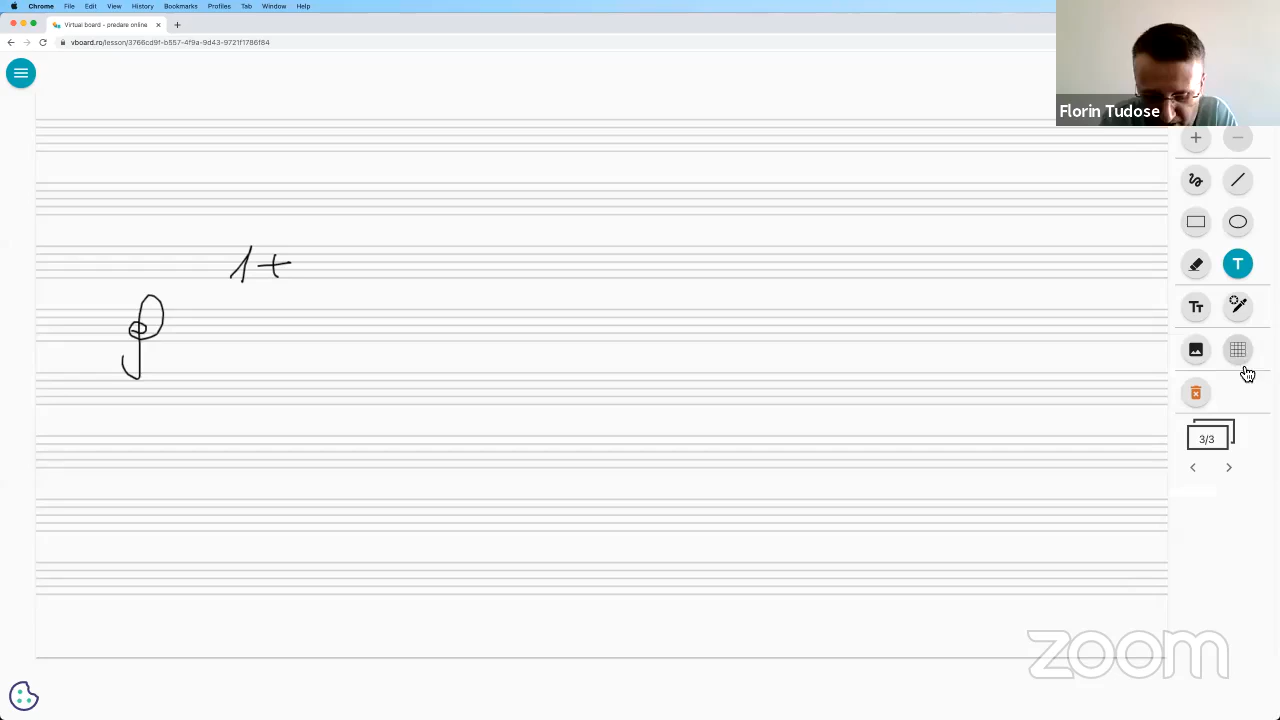 Chrome File Edit View History Bookmarks Profiles Tab Window Help
Virtual board - predare online
vboard.ro/lesson/3766cd9f-b557-4f9a-9d43-9721f1786f84
Florin Tudose
1+
T
TT
3/3
zoom